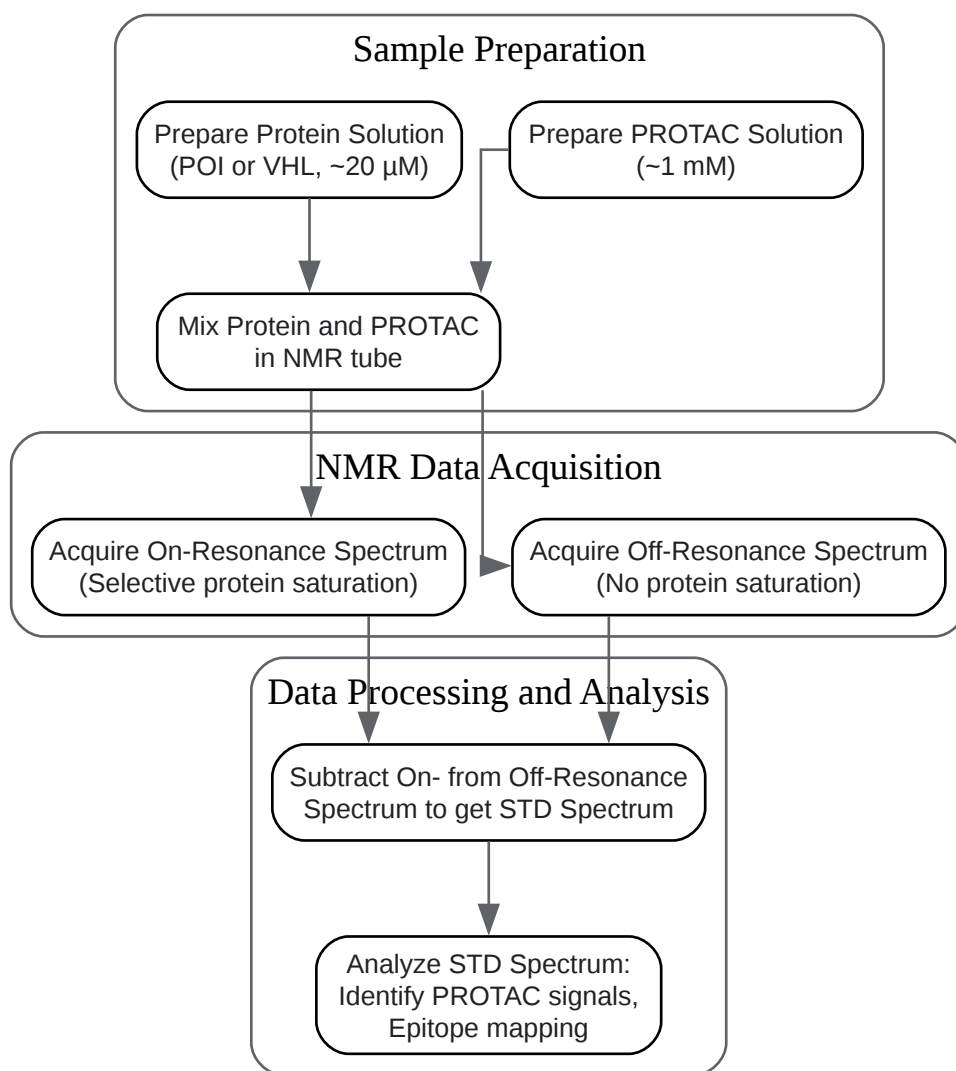 Sample Preparation
Prepare Protein Solution
(POI or VHL, ~20 µM)
Prepare PROTAC Solution
(~1 mM)
Mix Protein and PROTAC
in NMR tube
NMR Data Acquisition
Acquire On-Resonance Spectrum
(Selective protein saturation)
Acquire Off-Resonance Spectrum
(No protein saturation)
Data Processing and Analysis
Subtract On- from Off-Resonance
Spectrum to get STD Spectrum
Analyze STD Spectrum:
Identify PROTAC signals,
Epitope mapping